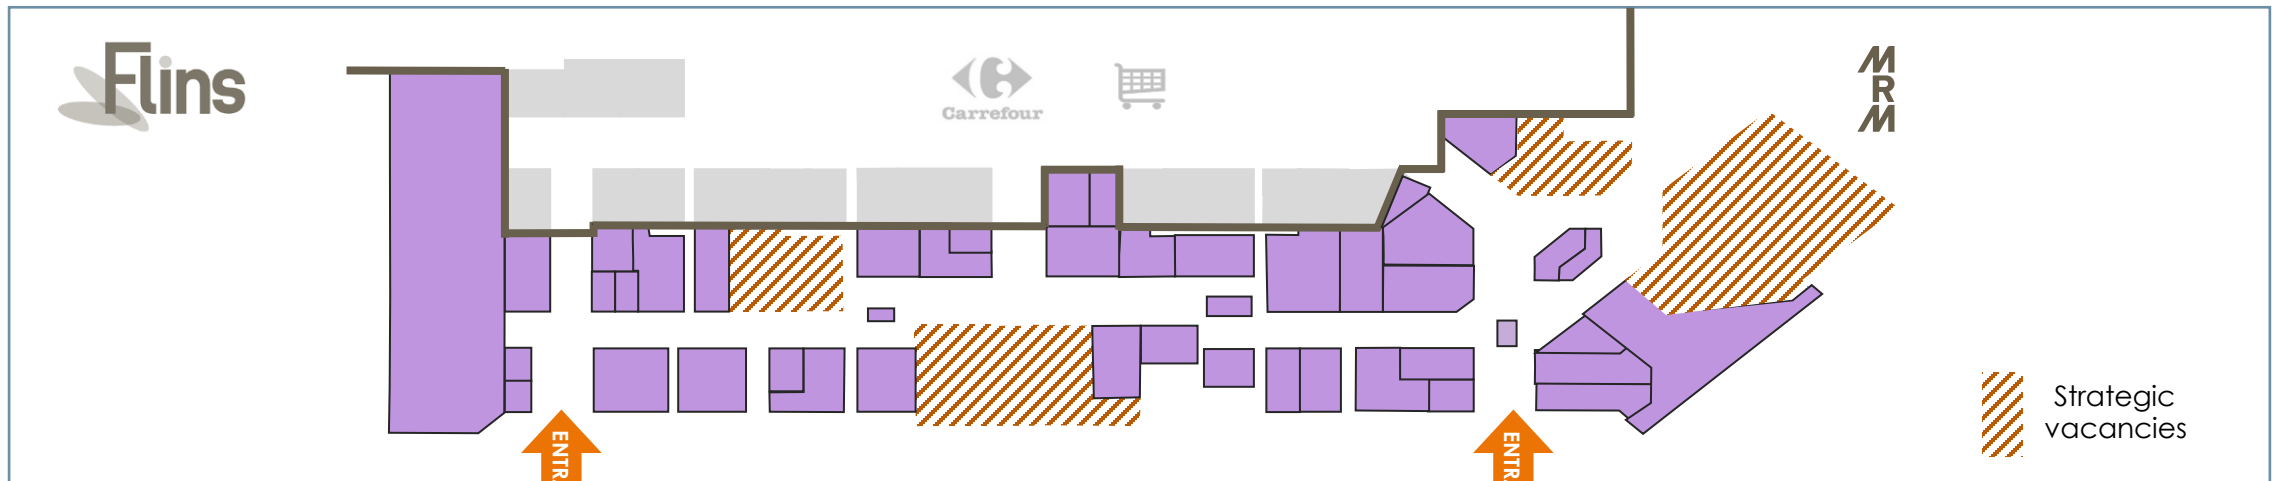 Flins
Carrefour
M
R
M
Strategic
vacancies
ENTR
ENTR